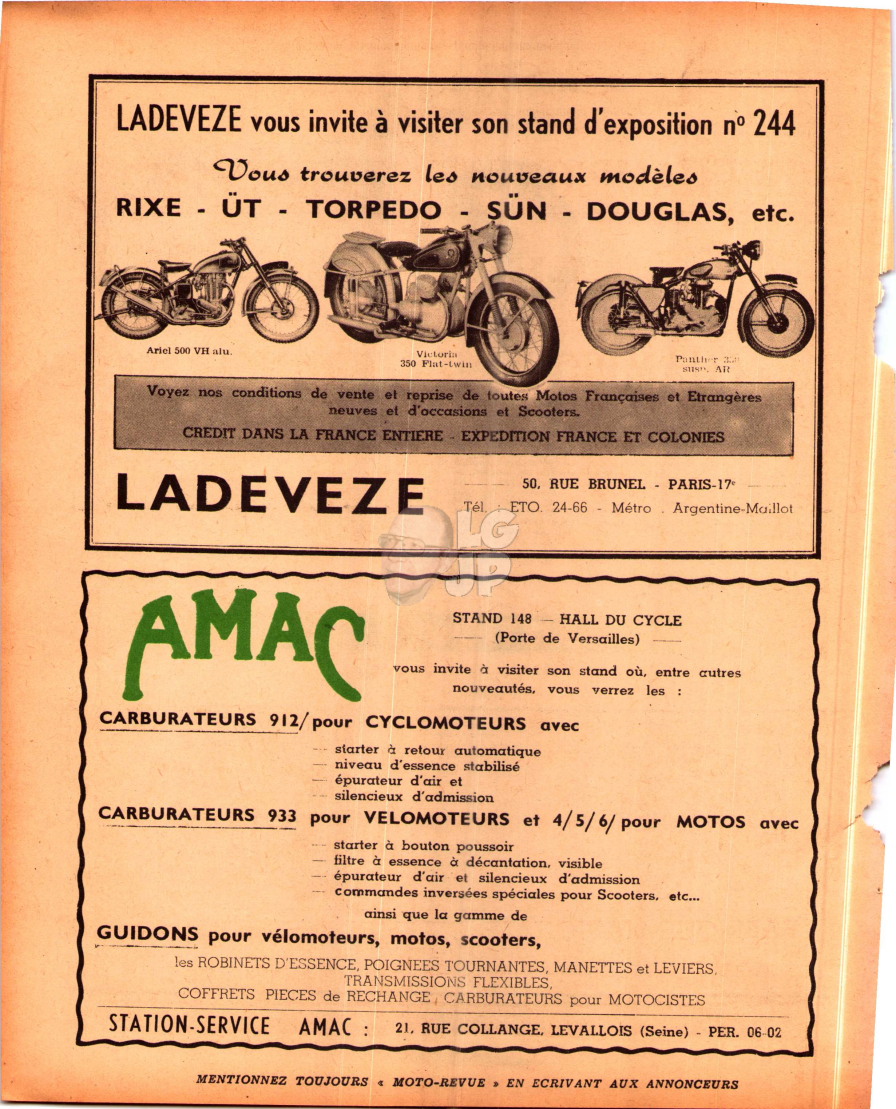 LADEVEZE vous invite à visiter son stand d'exposition nº 244
Vous trouverez les nouveaux modèles
RIXE - ÜT - TORPEDO - SÜN - DOUGLAS, etc.
Ariel 500 VH alu.
Victoria
350 Flat-twin
Panther 350
susp. AR
Voyez nos conditions de vente et reprise de toutes Motos Françaises et Etrangères
neuves et d'occasions et Scooters.
CREDIT DANS LA FRANCE ENTIERE - EXPEDITION FRANCE ET COLONIES
LADEVEZE
50, RUE BRUNEL - PARIS-17e
Tél. : ETO. 24-66 - Métro : Argentine-Maillot
LG
UP
AMAC
STAND 148 — HALL DU CYCLE
(Porte de Versailles)
vous invite à visiter son stand où, entre autres
nouveautés, vous verrez les :
CARBURATEURS 912/ pour CYCLOMOTEURS avec
— starter à retour automatique
— niveau d'essence stabilisé
— épurateur d'air et
— silencieux d'admission
CARBURATEURS 933 pour VELOMOTEURS et 4/5/6/ pour MOTOS avec
— starter à bouton poussoir
— filtre à essence à décantation, visible
— épurateur d'air et silencieux d'admission
— commandes inversées spéciales pour Scooters, etc...
ainsi que la gamme de
GUIDONS pour vélomoteurs, motos, scooters,
les ROBINETS D'ESSENCE, POIGNEES TOURNANTES, MANETTES et LEVIERS,
TRANSMISSIONS FLEXIBLES,
COFFRETS PIECES de RECHANGE, CARBURATEURS pour MOTOCISTES
STATION-SERVICE AMAC : 21, RUE COLLANGE, LEVALLOIS (Seine) - PER. 06-02
MENTIONNEZ TOUJOURS « MOTO-REVUE » EN ECRIVANT AUX ANNONCEURS